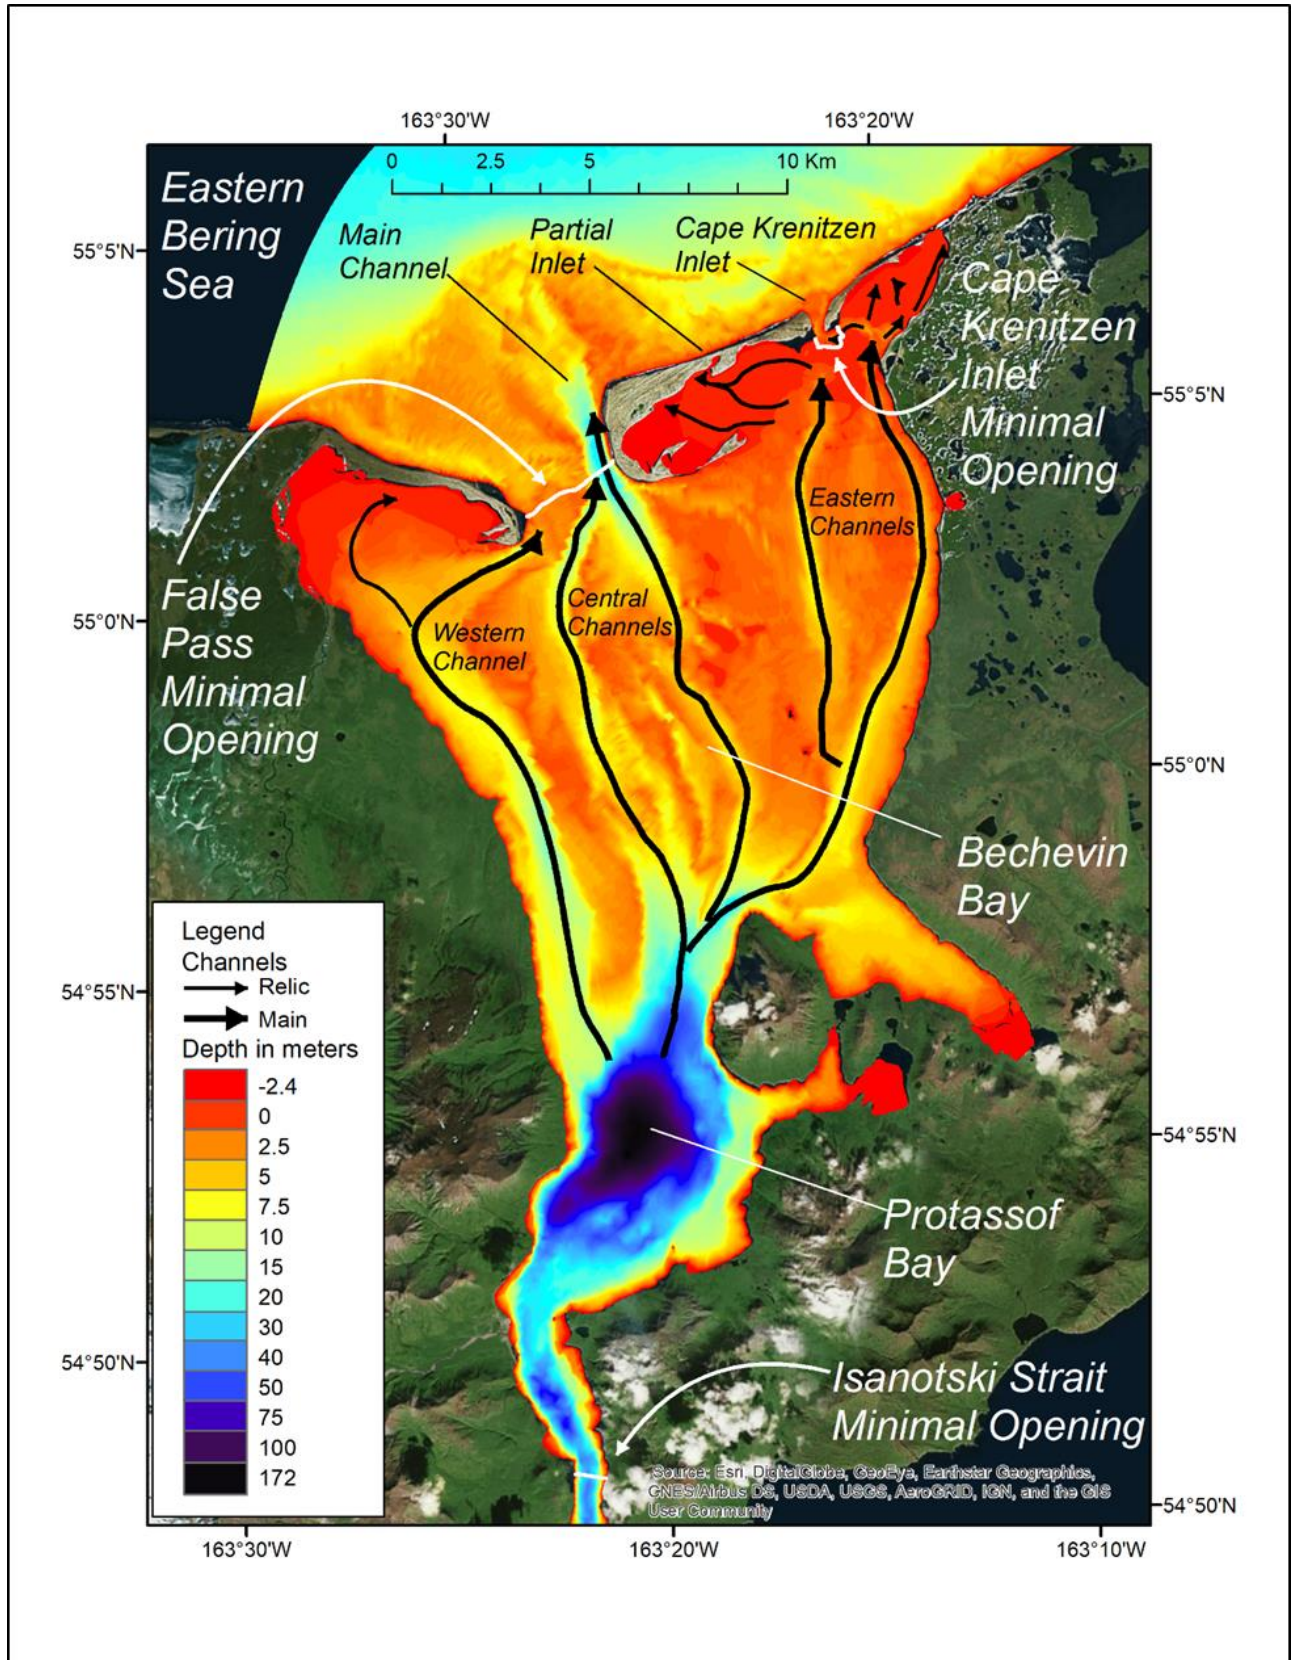 163°30'W
163°20'W
0 2.5 5 10 Km
Eastern
Bering
Sea
Main
Channel
Partial
Inlet
Cape Krenitzen
Inlet
55°5'N
Cape
Krenitzen
Inlet
Minimal
Opening
55°5'N
Eastern
Channels
False
Pass
Minimal
Opening
55°0'N
Central
Channels
Western
Channel
55°0'N
Bechevin
Bay
Legend
Channels
Relic
Main
Depth in meters
-2.4
0
2.5
5
7.5
10
15
20
30
40
50
75
100
172
54°55'N
54°55'N
Protassof
Bay
54°50'N
Isanotski Strait
Minimal Opening
Source: Esri, DigitalGlobe, GeoEye, Earthstar Geographics,
CNES/Airbus DS, USDA, USGS, AeroGRID, IGN, and the GIS
User Community
54°50'N
163°30'W
163°20'W
163°10'W